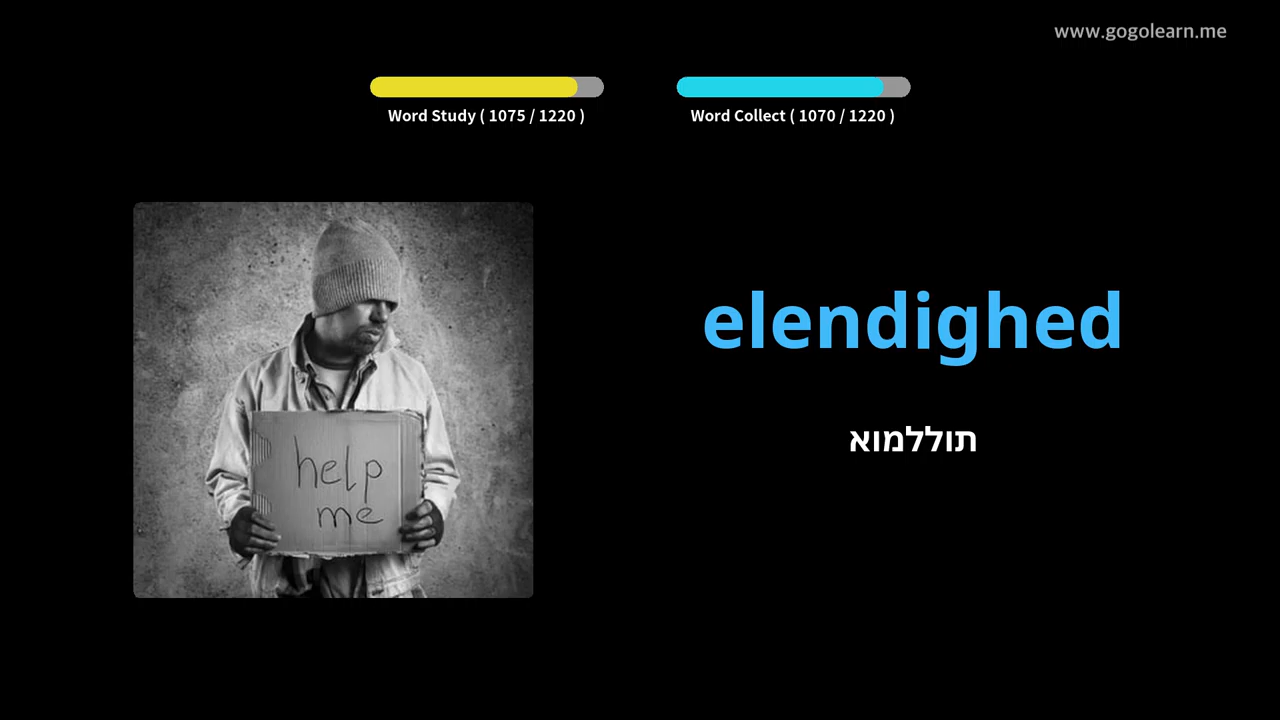 www.gogolearn.me
Word Study ( 1075 / 1220 )
Word Collect ( 1070 / 1220 )
help
me
elendighed
תוללמוא